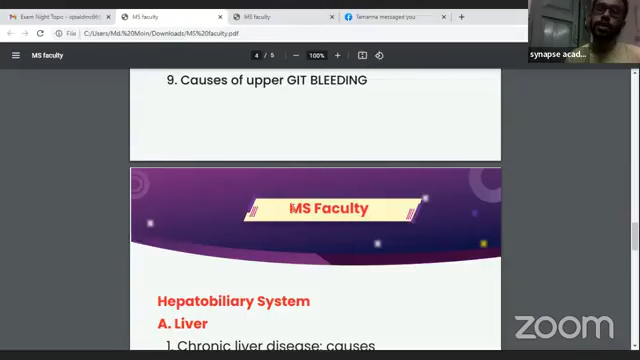 Exam Night Topic - iqbaldmc96@
MS faculty
MS faculty
Tamanna messaged you
File
C:/Users/Md.%20Moin/Downloads/MS%20faculty.pdf
MS faculty
4 / 5
100%
synapse acad...
9. Causes of upper GIT BLEEDING
MS Faculty
Hepatobiliary System
A. Liver
1. Chronic liver disease: causes
zoom